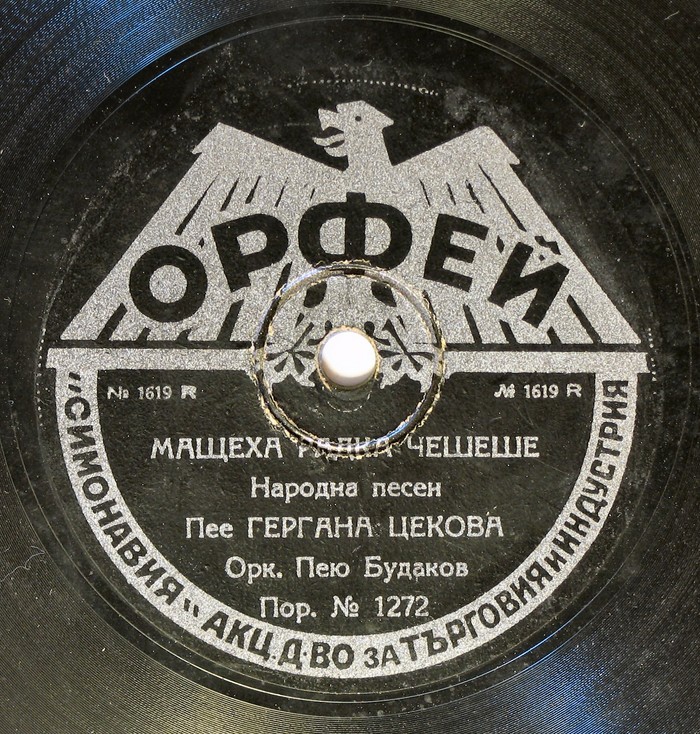 ОРФЕЙ
№ 1619 R
№ 1619 R
МАЩЕХА РАДКА ЧЕШЕШЕ
Народна песен
Пее ГЕРГАНА ЦЕКОВА
Орк. Пею Будаков
Пор. № 1272
„СИМОНАВИЯ“ АКЦ. Д-ВО ЗА ТЪРГОВИЯ и ИНДУСТРИЯ